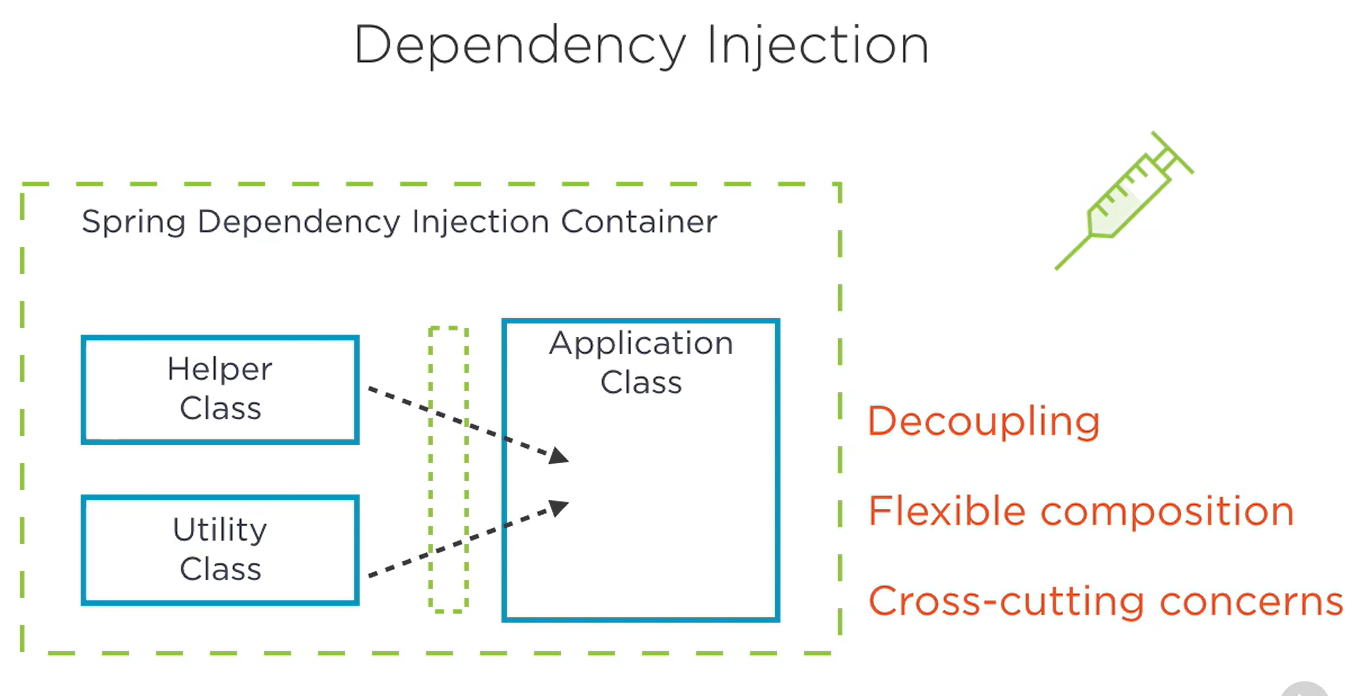 Dependency Injection
Spring Dependency Injection Container
Helper
Class
Utility
Class
Application
Class
Decoupling
Flexible composition
Cross-cutting concerns